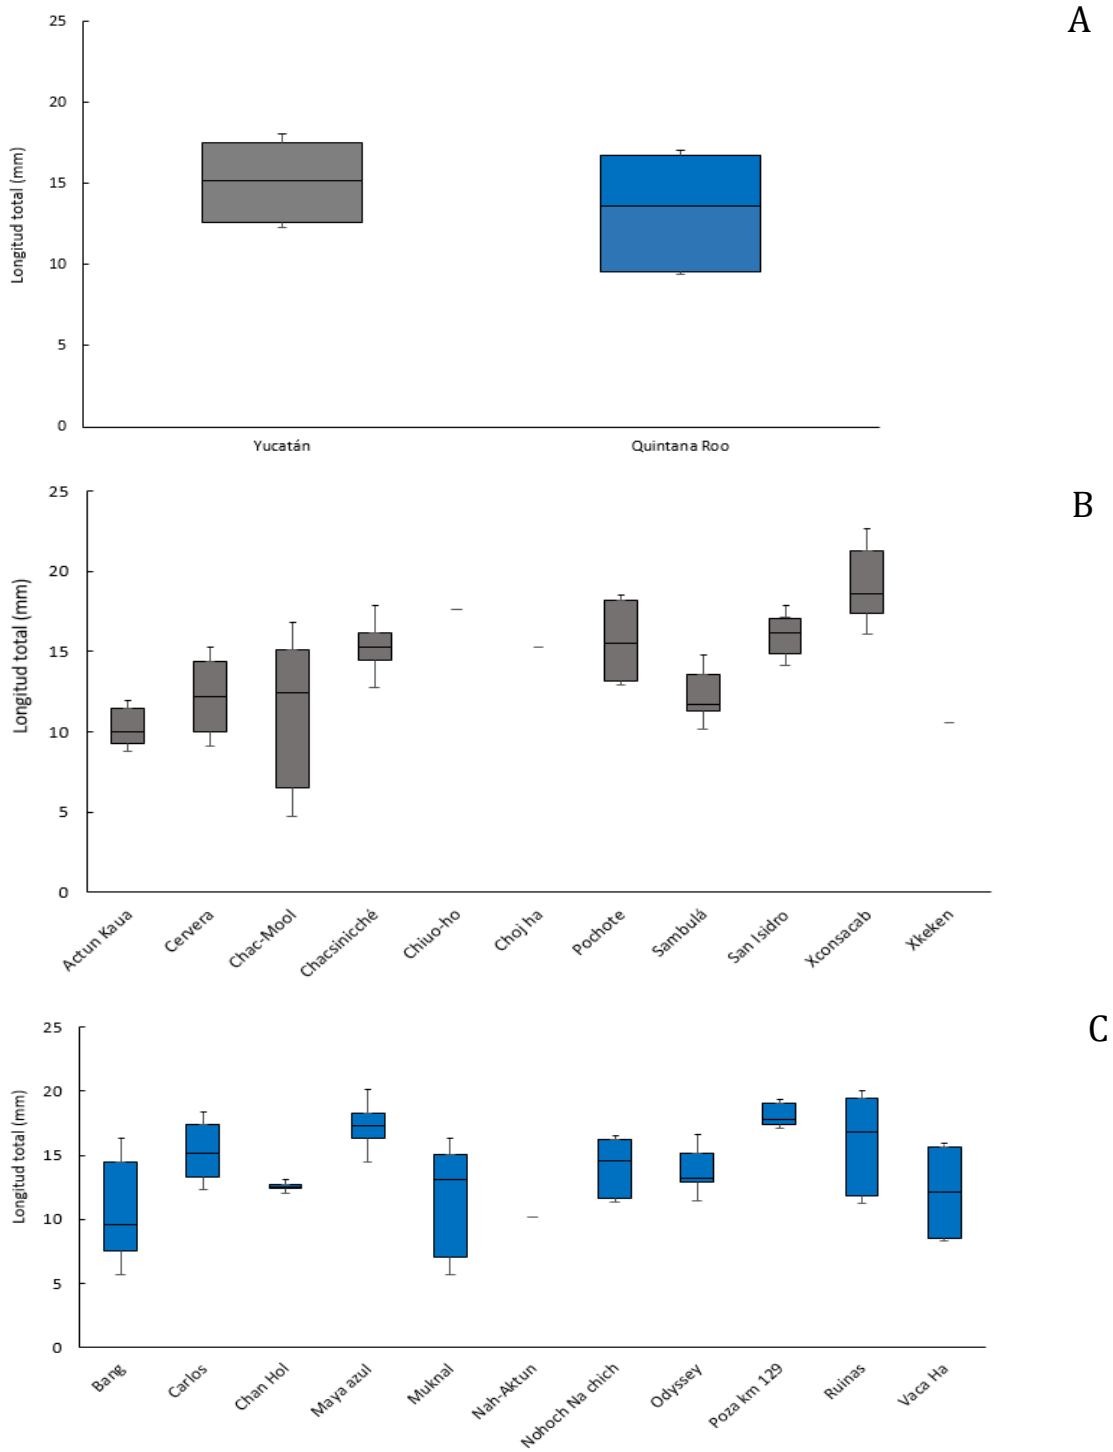 A
Longitud total (mm)
25
20
15
10
5
0
Yucatán
Quintana Roo
B
Longitud total (mm)
25
20
15
10
5
0
Actun Kaua
Cervera
Chac-Mool
Chacsinicché
Chiuo-ho
Choj ha
Pochote
Sambulá
San Isidro
Xconsacab
Xkeken
C
Longitud total (mm)
25
20
15
10
5
0
Bang
Carlos
Chan Hol
Maya azul
Muknal
Nah-Aktun
Nohoch Na chich
Odyssey
Poza km 129
Ruinas
Vaca Ha